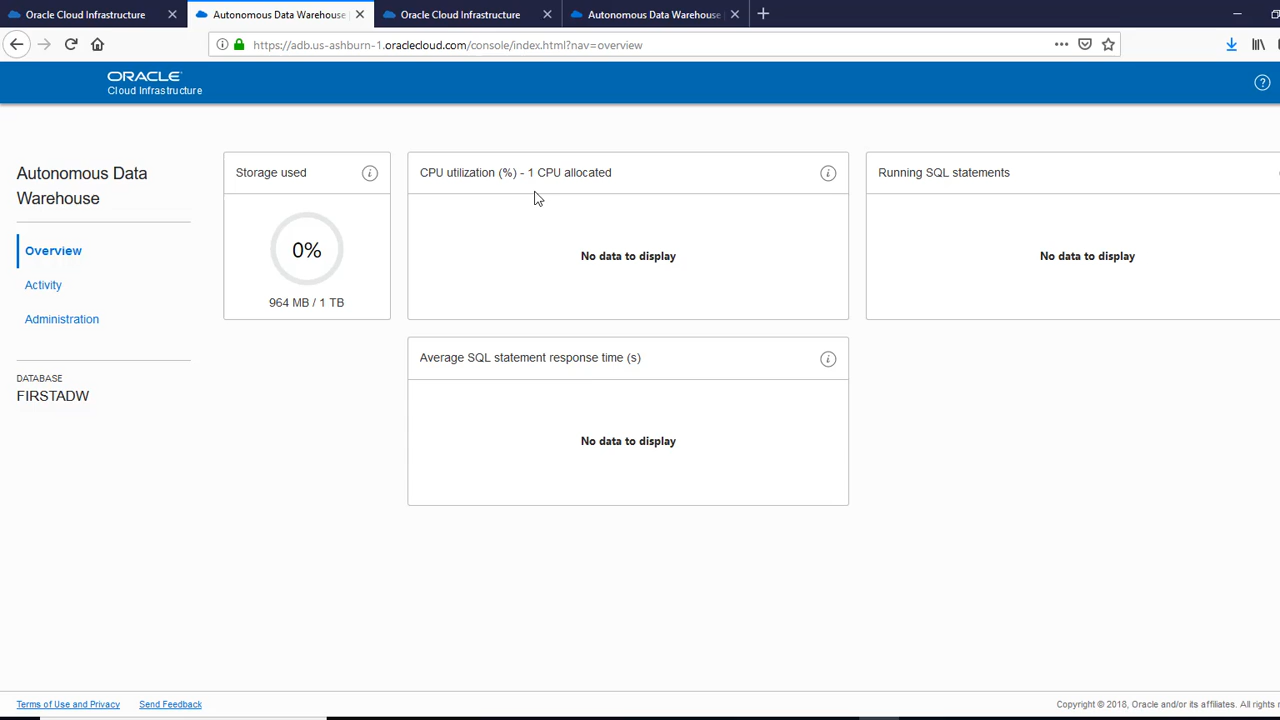 Oracle Cloud Infrastructure
Autonomous Data Warehouse
Oracle Cloud Infrastructure
Autonomous Data Warehouse
https://adb.us-ashburn-1.oraclecloud.com/console/index.html?nav=overview
ORACLE
Cloud Infrastructure
Autonomous Data
Warehouse
Overview
Activity
Administration
DATABASE
FIRSTADW
Storage used
0%
964 MB / 1 TB
CPU utilization (%) - 1 CPU allocated
No data to display
Running SQL statements
No data to display
Average SQL statement response time (s)
No data to display
Terms of Use and Privacy
Send Feedback
Copyright © 2018, Oracle and/or its affiliates. All rights